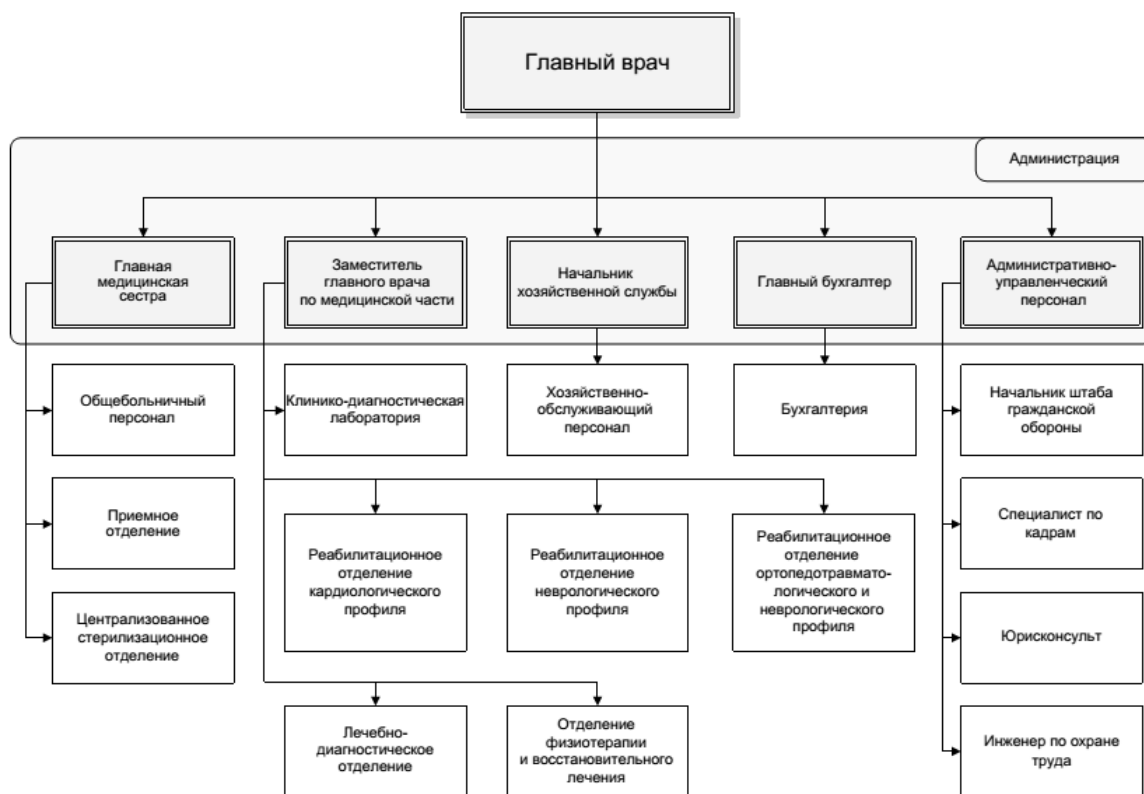 Главный врач
Администрация
Главная
медицинская
сестра
Заместитель
главного врача
по медицинской части
Начальник
хозяйственной службы
Главный бухгалтер
Административно-
управленческий
персонал
Общебольничный
персонал
Клинико-диагностическая
лаборатория
Хозяйственно-
обслуживающий
персонал
Бухгалтерия
Начальник штаба
гражданской
обороны
Приемное
отделение
Реабилитационное
отделение
кардиологического
профиля
Реабилитационное
отделение
неврологического
профиля
Реабилитационное
отделение
ортопедотравмато-
логического и
неврологического
профиля
Специалист по
кадрам
Централизованное
стерилизационное
отделение
Юрисконсульт
Лечебно-
диагностическое
отделение
Отделение
физиотерапии
и восстановительного
лечения
Инженер по охране
труда